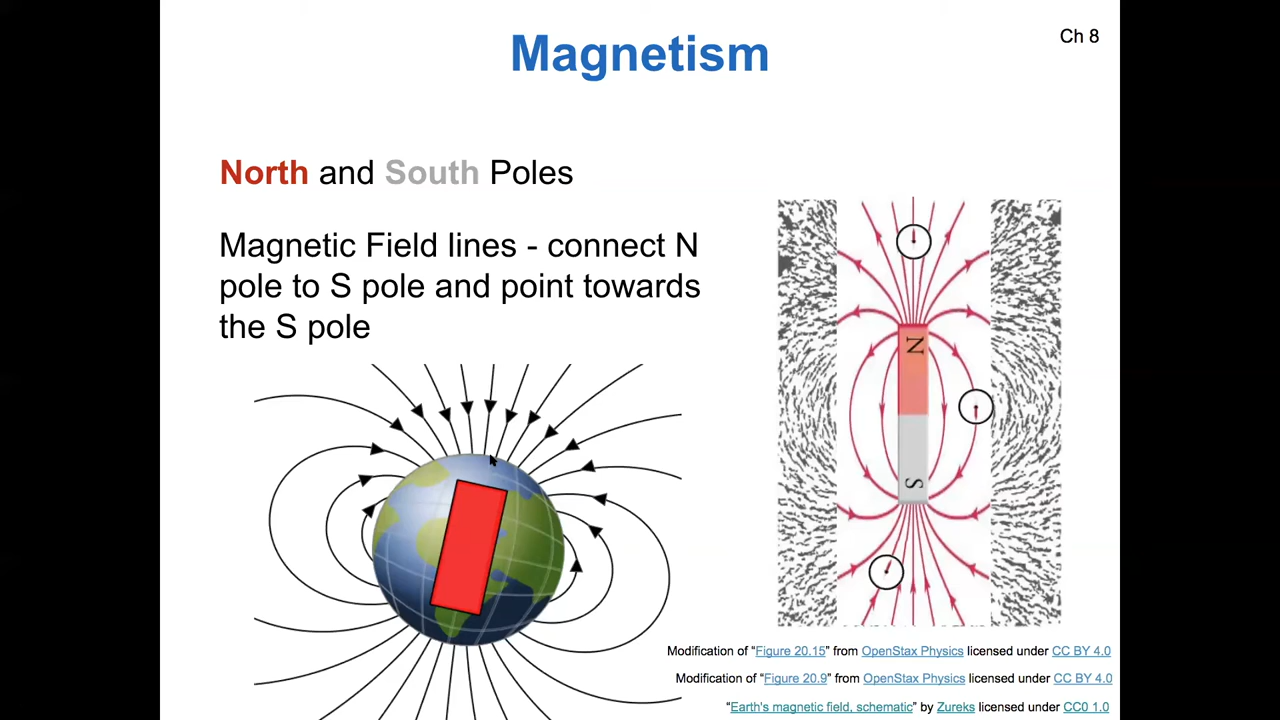 Magnetism
Ch 8
North and South Poles
Magnetic Field lines - connect N
pole to S pole and point towards
the S pole
N
S
Modification of “Figure 20.15” from OpenStax Physics licensed under CC BY 4.0
Modification of “Figure 20.9” from OpenStax Physics licensed under CC BY 4.0
“Earth's magnetic field, schematic” by Zureks licensed under CC0 1.0